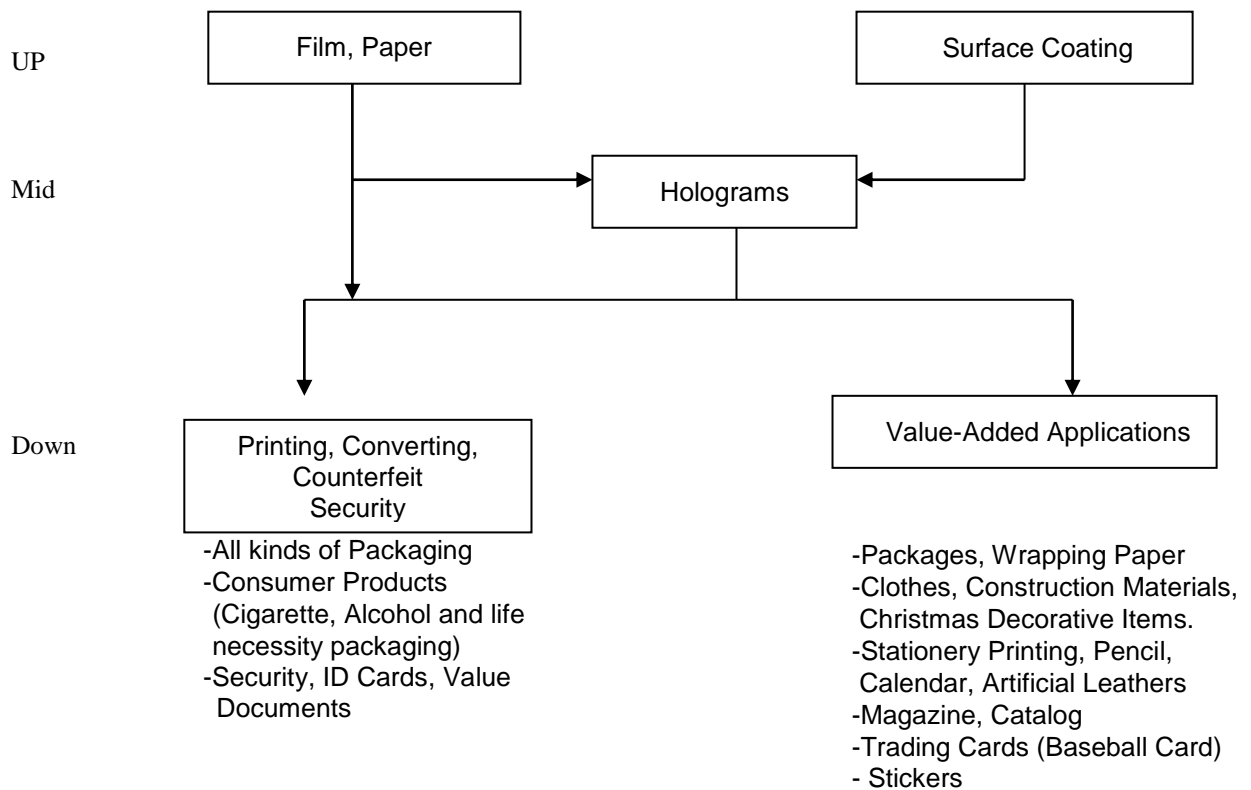 UP
Film, Paper
Surface Coating
Mid
Holograms
Down
Printing, Converting,
Counterfeit
Security
-All kinds of Packaging
-Consumer Products
(Cigarette, Alcohol and life
necessity packaging)
-Security, ID Cards, Value
Documents
Value-Added Applications
-Packages, Wrapping Paper
-Clothes, Construction Materials,
Christmas Decorative Items.
-Stationery Printing, Pencil,
Calendar, Artificial Leathers
-Magazine, Catalog
-Trading Cards (Baseball Card)
- Stickers